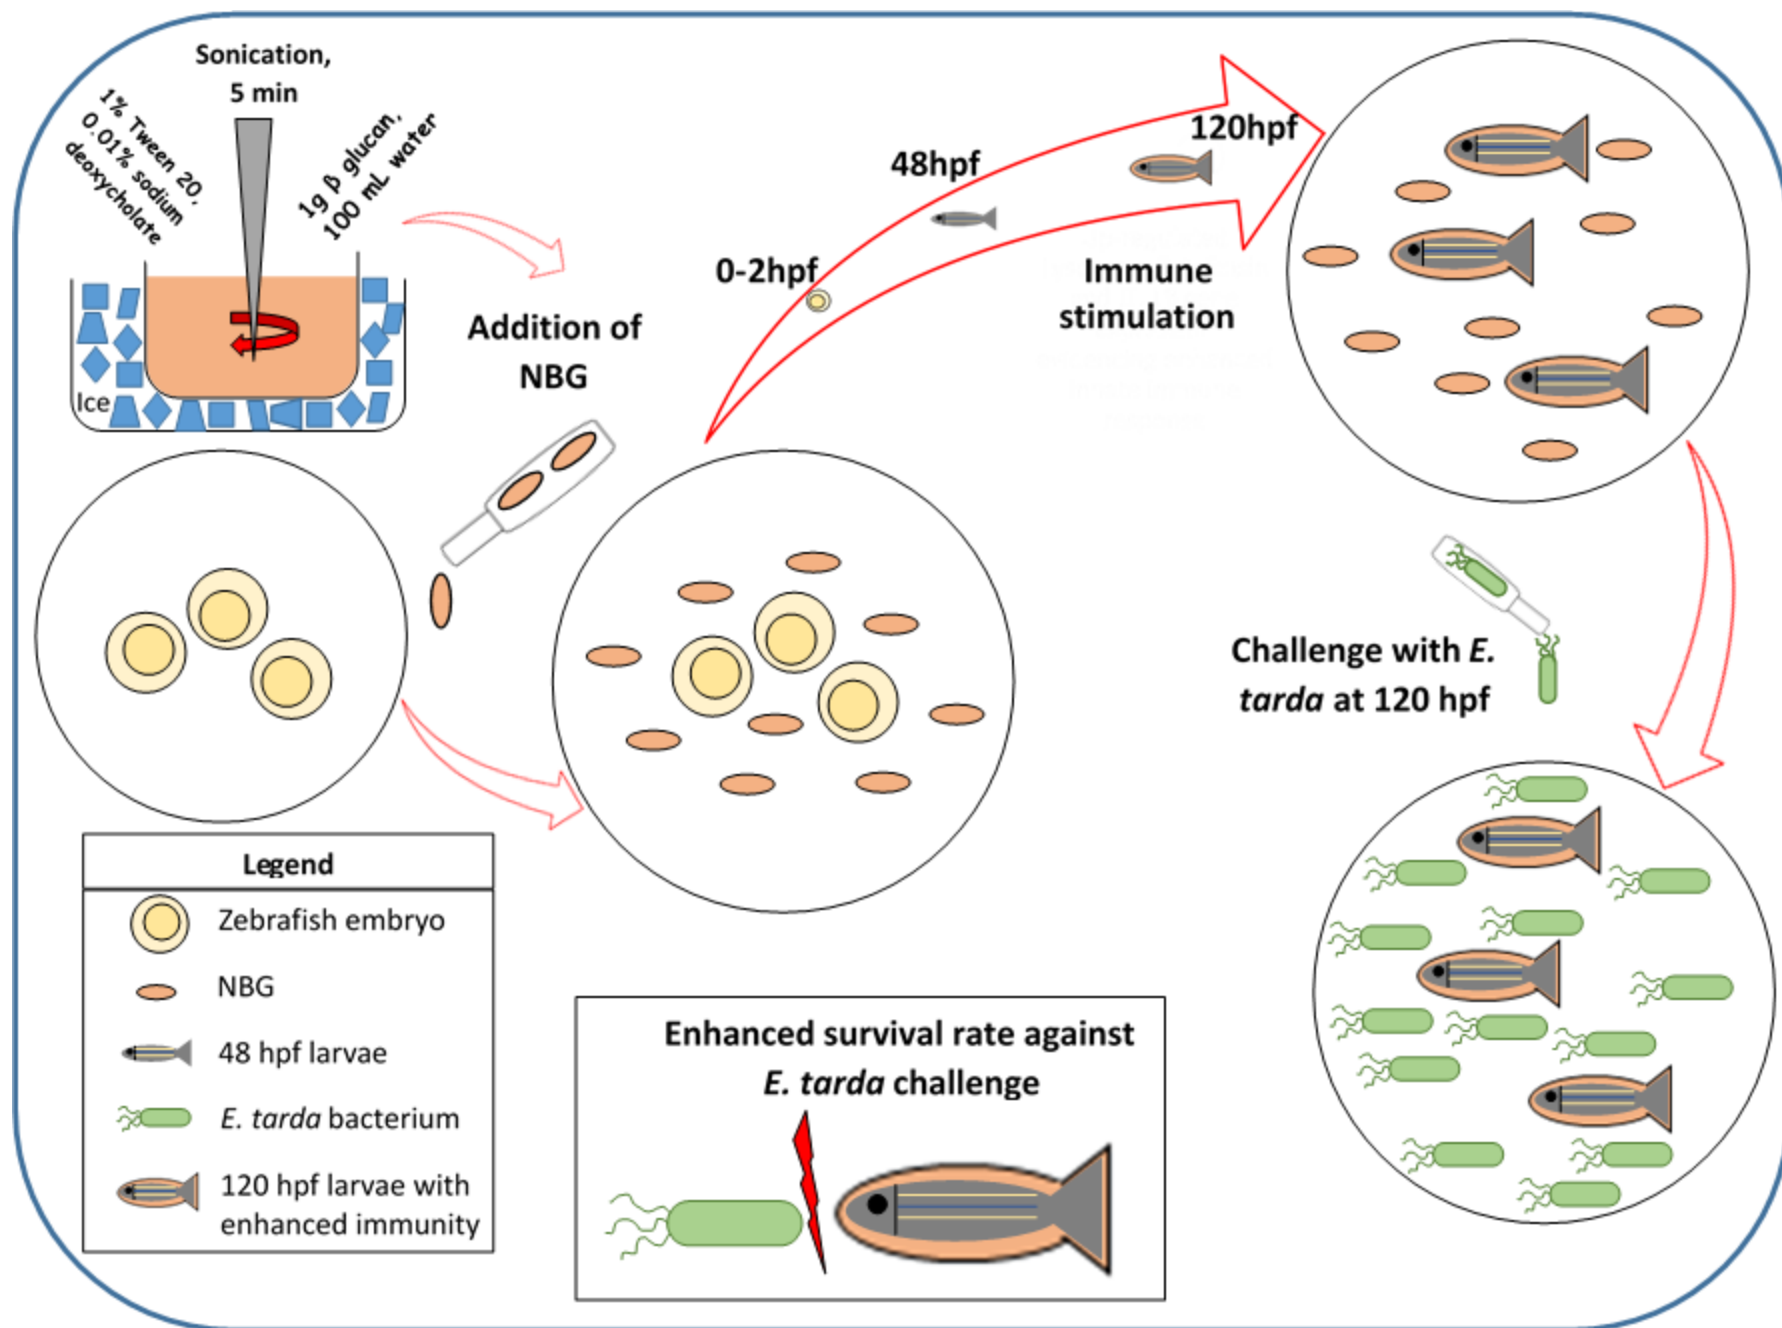 Sonication,
5 min
1% Tween 20,
0.01% sodium
deoxycholate
1g β glucan,
100 mL water
Ice
Addition of
NBG
0-2hpf
48hpf
120hpf
Immune
stimulation
Challenge with E.
tarda at 120 hpf
Legend
Zebrafish embryo
NBG
48 hpf larvae
E. tarda bacterium
120 hpf larvae with
enhanced immunity
Enhanced survival rate against
E. tarda challenge